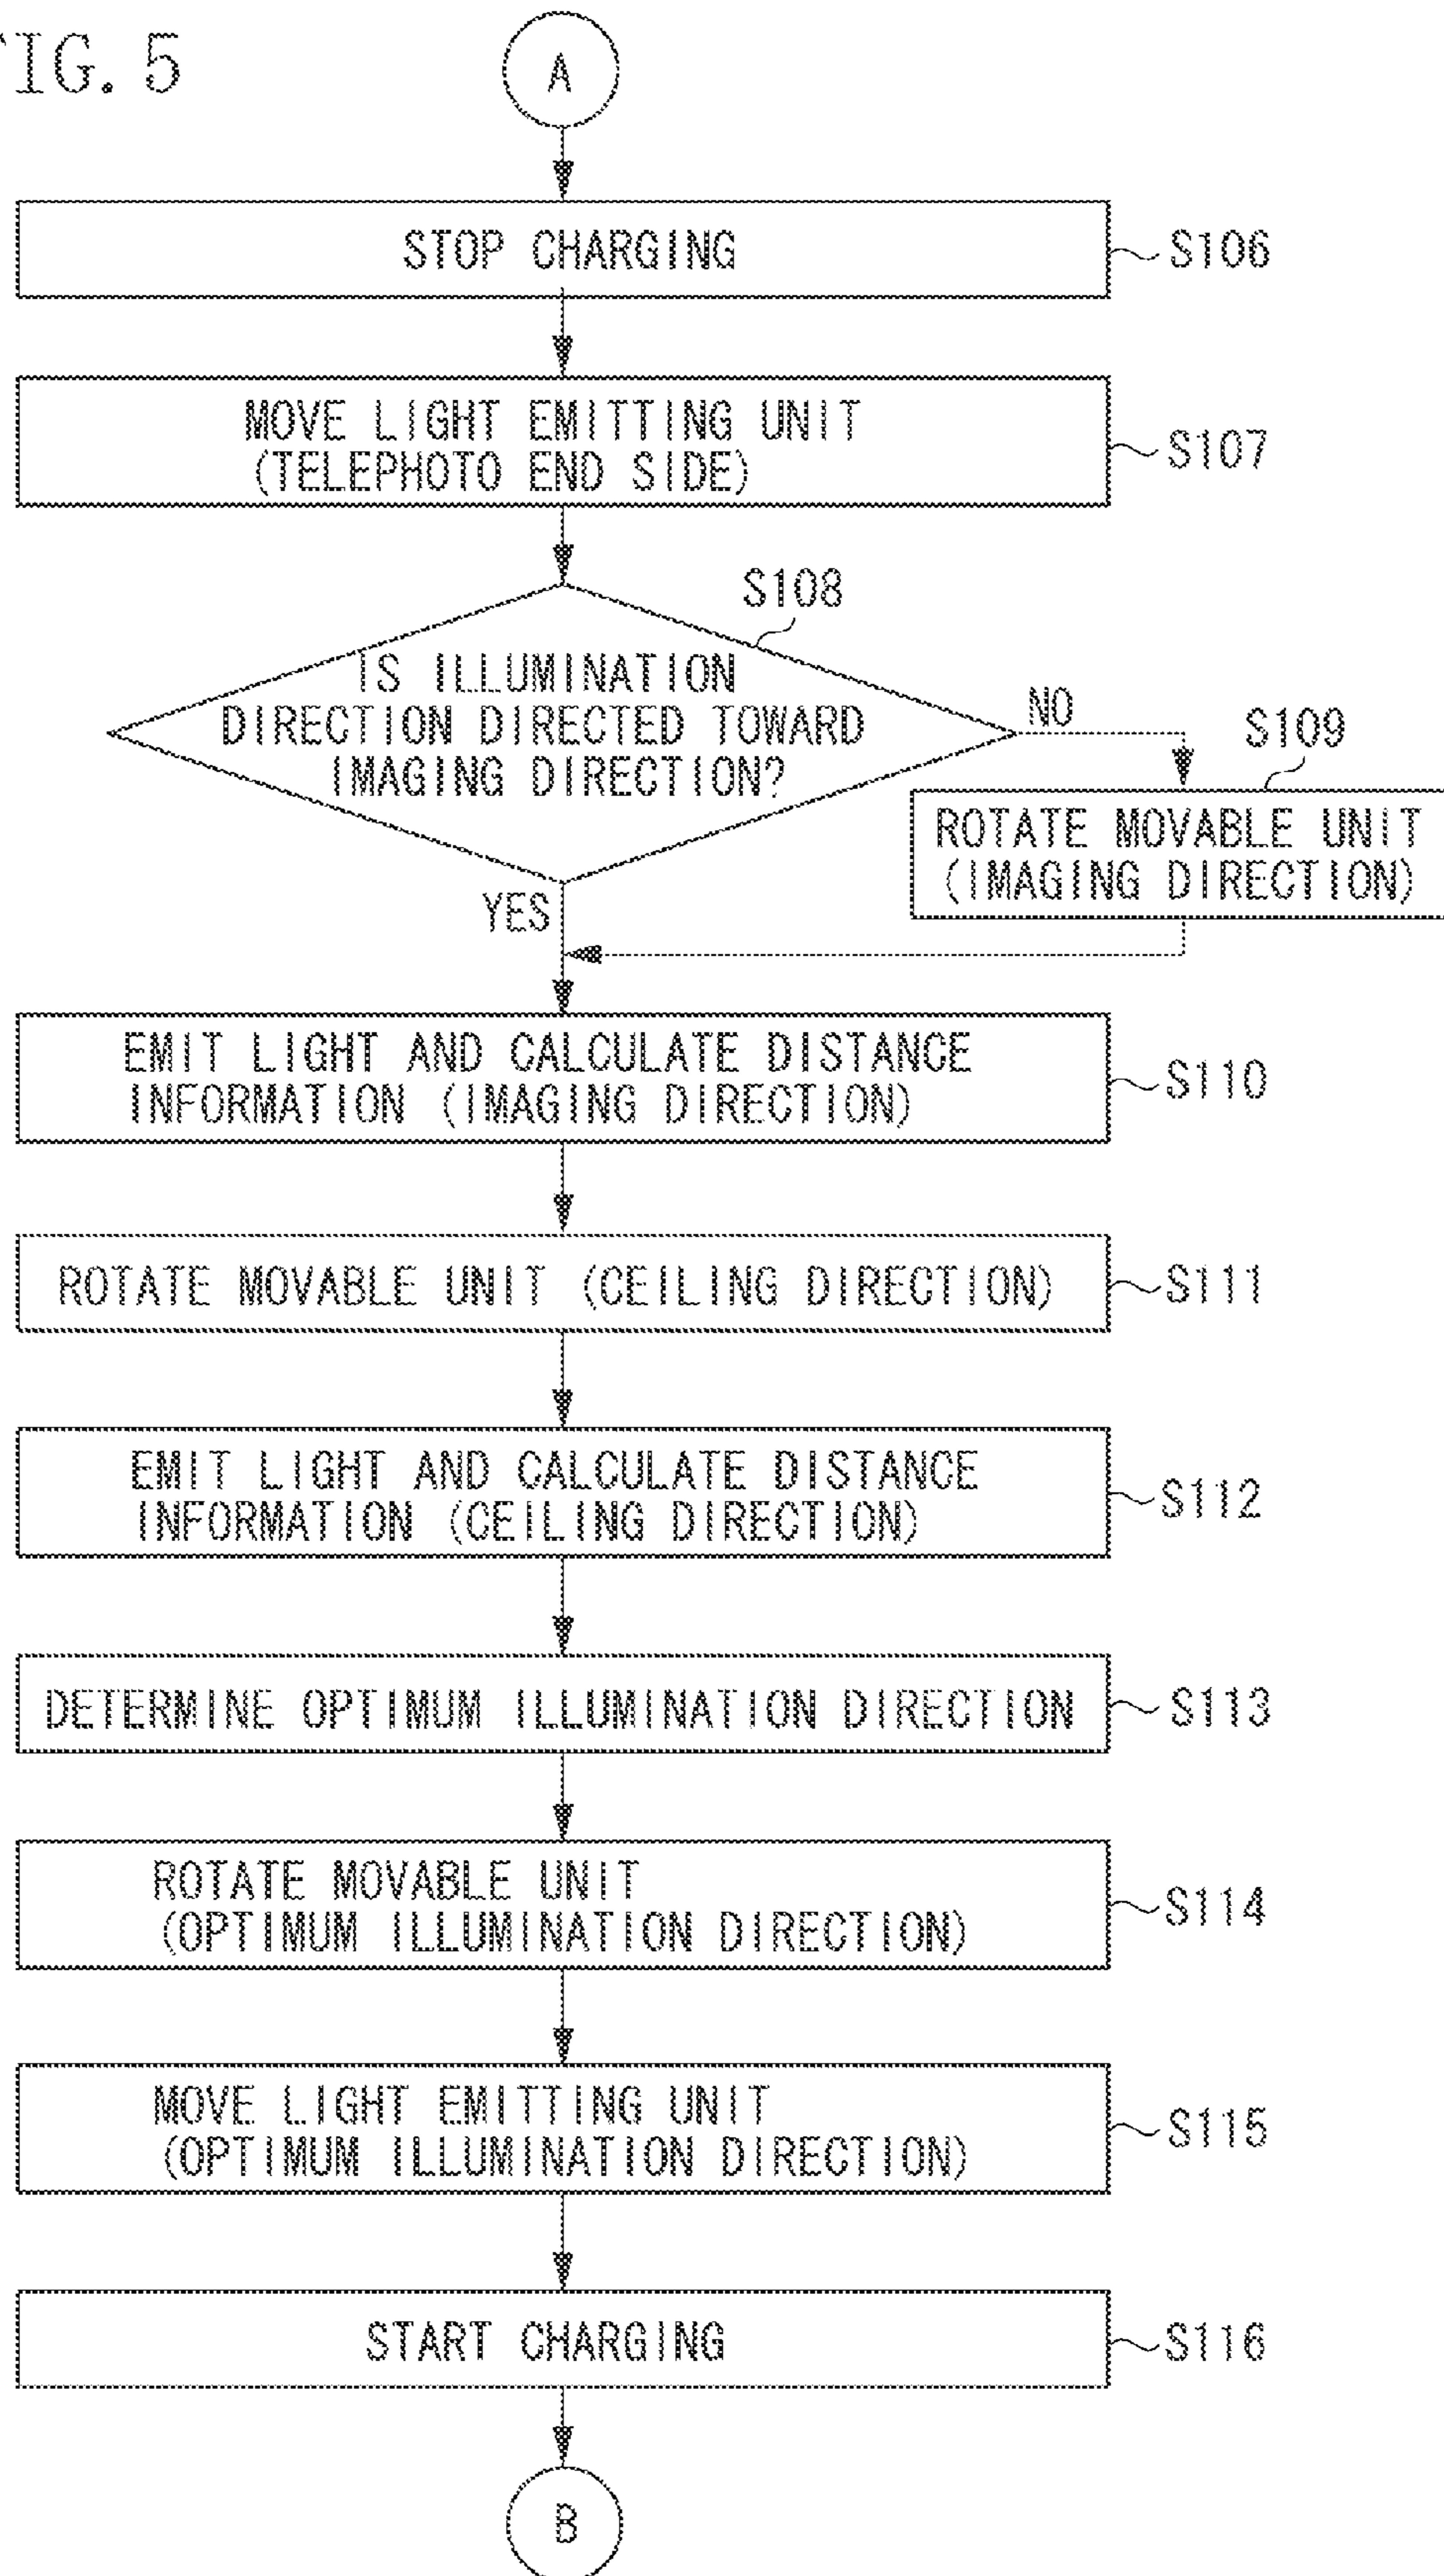 FIG. 5
A
STOP CHARGING
S106
MOVE LIGHT EMITTING UNIT
(TELEPHOTO END SIDE)
S107
S108
IS ILLUMINATION
DIRECTION DIRECTED TOWARD
IMAGING DIRECTION?
NO
S109
ROTATE MOVABLE UNIT
(IMAGING DIRECTION)
YES
EMIT LIGHT AND CALCULATE DISTANCE
INFORMATION (IMAGING DIRECTION)
S110
ROTATE MOVABLE UNIT (CEILING DIRECTION)
S111
EMIT LIGHT AND CALCULATE DISTANCE
INFORMATION (CEILING DIRECTION)
S112
DETERMINE OPTIMUM ILLUMINATION DIRECTION
S113
ROTATE MOVABLE UNIT
(OPTIMUM ILLUMINATION DIRECTION)
S114
MOVE LIGHT EMITTING UNIT
(OPTIMUM ILLUMINATION DIRECTION)
S115
START CHARGING
S116
B